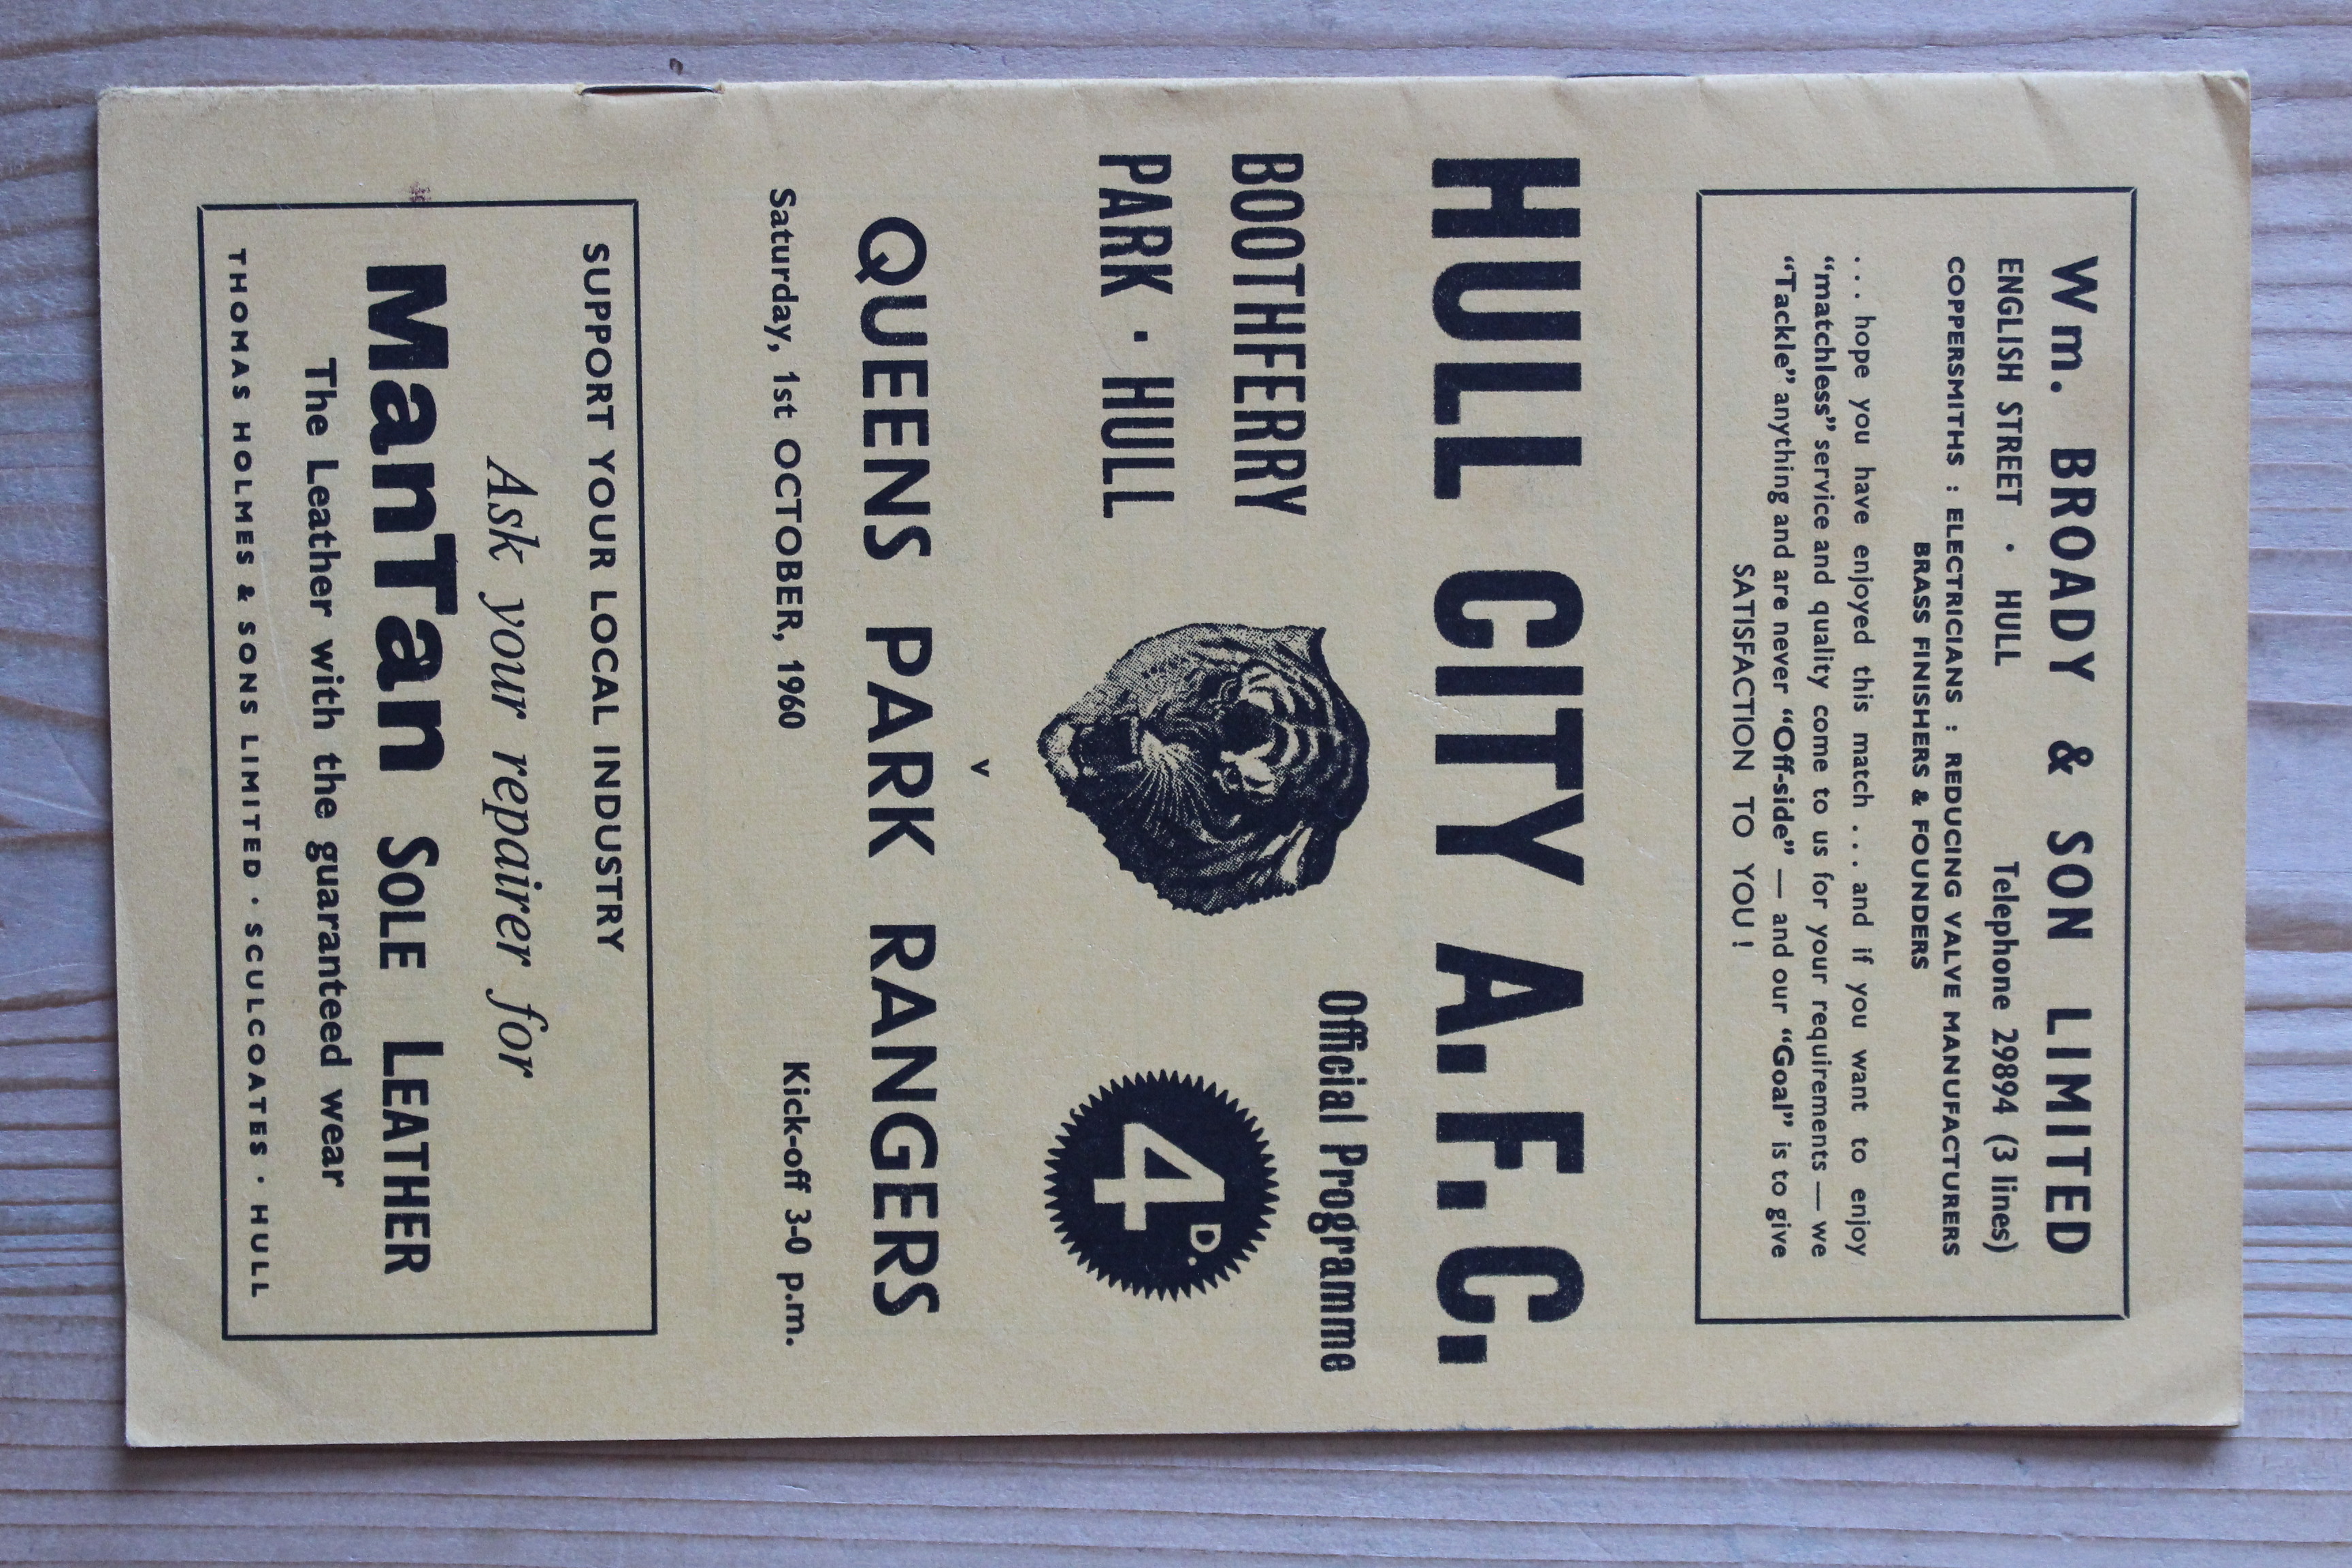 Wm. BROADY & SON LIMITED
ENGLISH STREET · HULL Telephone 29894 (3 lines)
COPPERSMITHS : ELECTRICIANS : REDUCING VALVE MANUFACTURERS
BRASS FINISHERS & FOUNDERS
. . . hope you have enjoyed this match . . . and if you want to enjoy
“matchless” service and quality come to us for your requirements — we
“Tackle” anything and are never “Off-side” — and our “Goal” is to give
SATISFACTION TO YOU !
HULL CITY A.F.C.
Official Programme
BOOTHFERRY
PARK · HULL
4D.
v
QUEENS PARK RANGERS
Saturday, 1st OCTOBER, 1960 Kick-off 3-0 p.m.
SUPPORT YOUR LOCAL INDUSTRY
Ask your repairer for
ManTan SOLE LEATHER
The Leather with the guaranteed wear
THOMAS HOLMES & SONS LIMITED · SCULCOATES · HULL